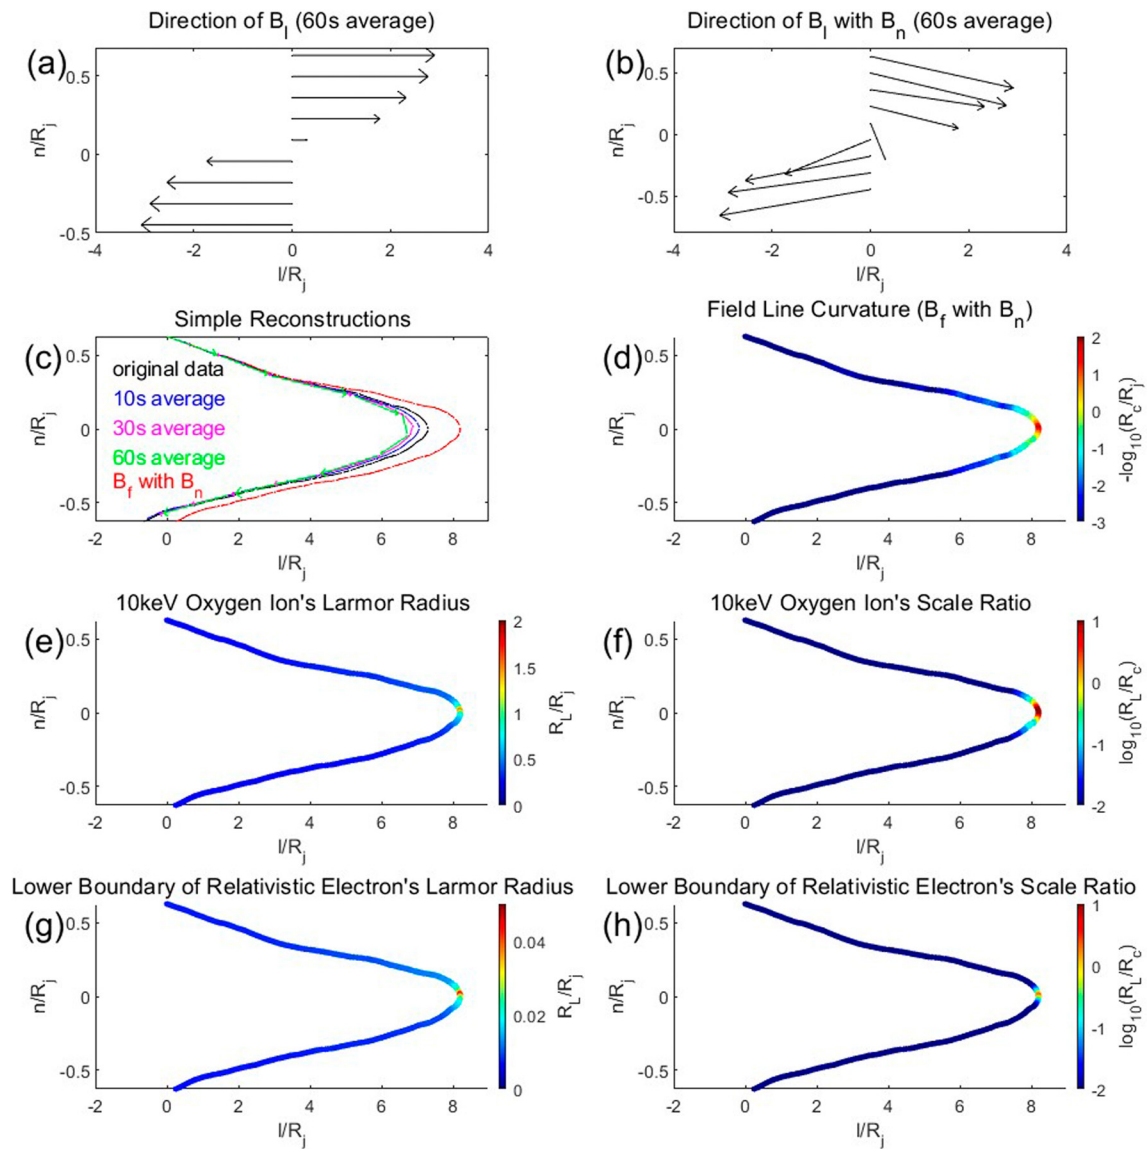 Direction of B_l (60s average)
(a)
n/R_j
0.5
0
-0.5
-4 -2 0 2 4
l/R_j
Direction of B_l with B_n (60s average)
(b)
n/R_j
0.5
0
-0.5
-4 -2 0 2 4
l/R_j
Simple Reconstructions
(c)
original data
10s average
30s average
60s average
B_f with B_n
n/R_j
0.5
0
-0.5
-2 0 2 4 6 8
l/R_j
Field Line Curvature (B_f with B_n)
(d)
n/R_j
0.5
0
-0.5
-2 0 2 4 6 8
l/R_j
2
1
0
-1
-2
-3
-log_10(R_c/R_j)
10keV Oxygen Ion's Larmor Radius
(e)
n/R_j
0.5
0
-0.5
-2 0 2 4 6 8
l/R_j
2
1.5
1
0.5
0
R_L/R_j
10keV Oxygen Ion's Scale Ratio
(f)
n/R_j
0.5
0
-0.5
-2 0 2 4 6 8
l/R_j
1
0
-1
-2
log_10(R_L/R_c)
Lower Boundary of Relativistic Electron's Larmor Radius
(g)
n/R_j
0.5
0
-0.5
-2 0 2 4 6 8
l/R_j
0.04
0.02
0
R_L/R_j
Lower Boundary of Relativistic Electron's Scale Ratio
(h)
n/R_j
0.5
0
-0.5
-2 0 2 4 6 8
l/R_j
1
0
-1
-2
log_10(R_L/R_c)